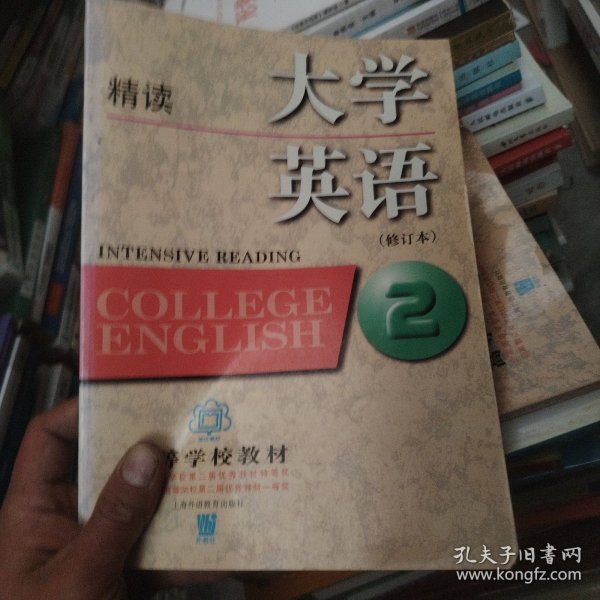 精读
大学
英语
(修订本)
INTENSIVE READING
COLLEGE
ENGLISH
2
等学校教材
上海外语教育出版社
孔夫子旧书网
www.kongfz.com